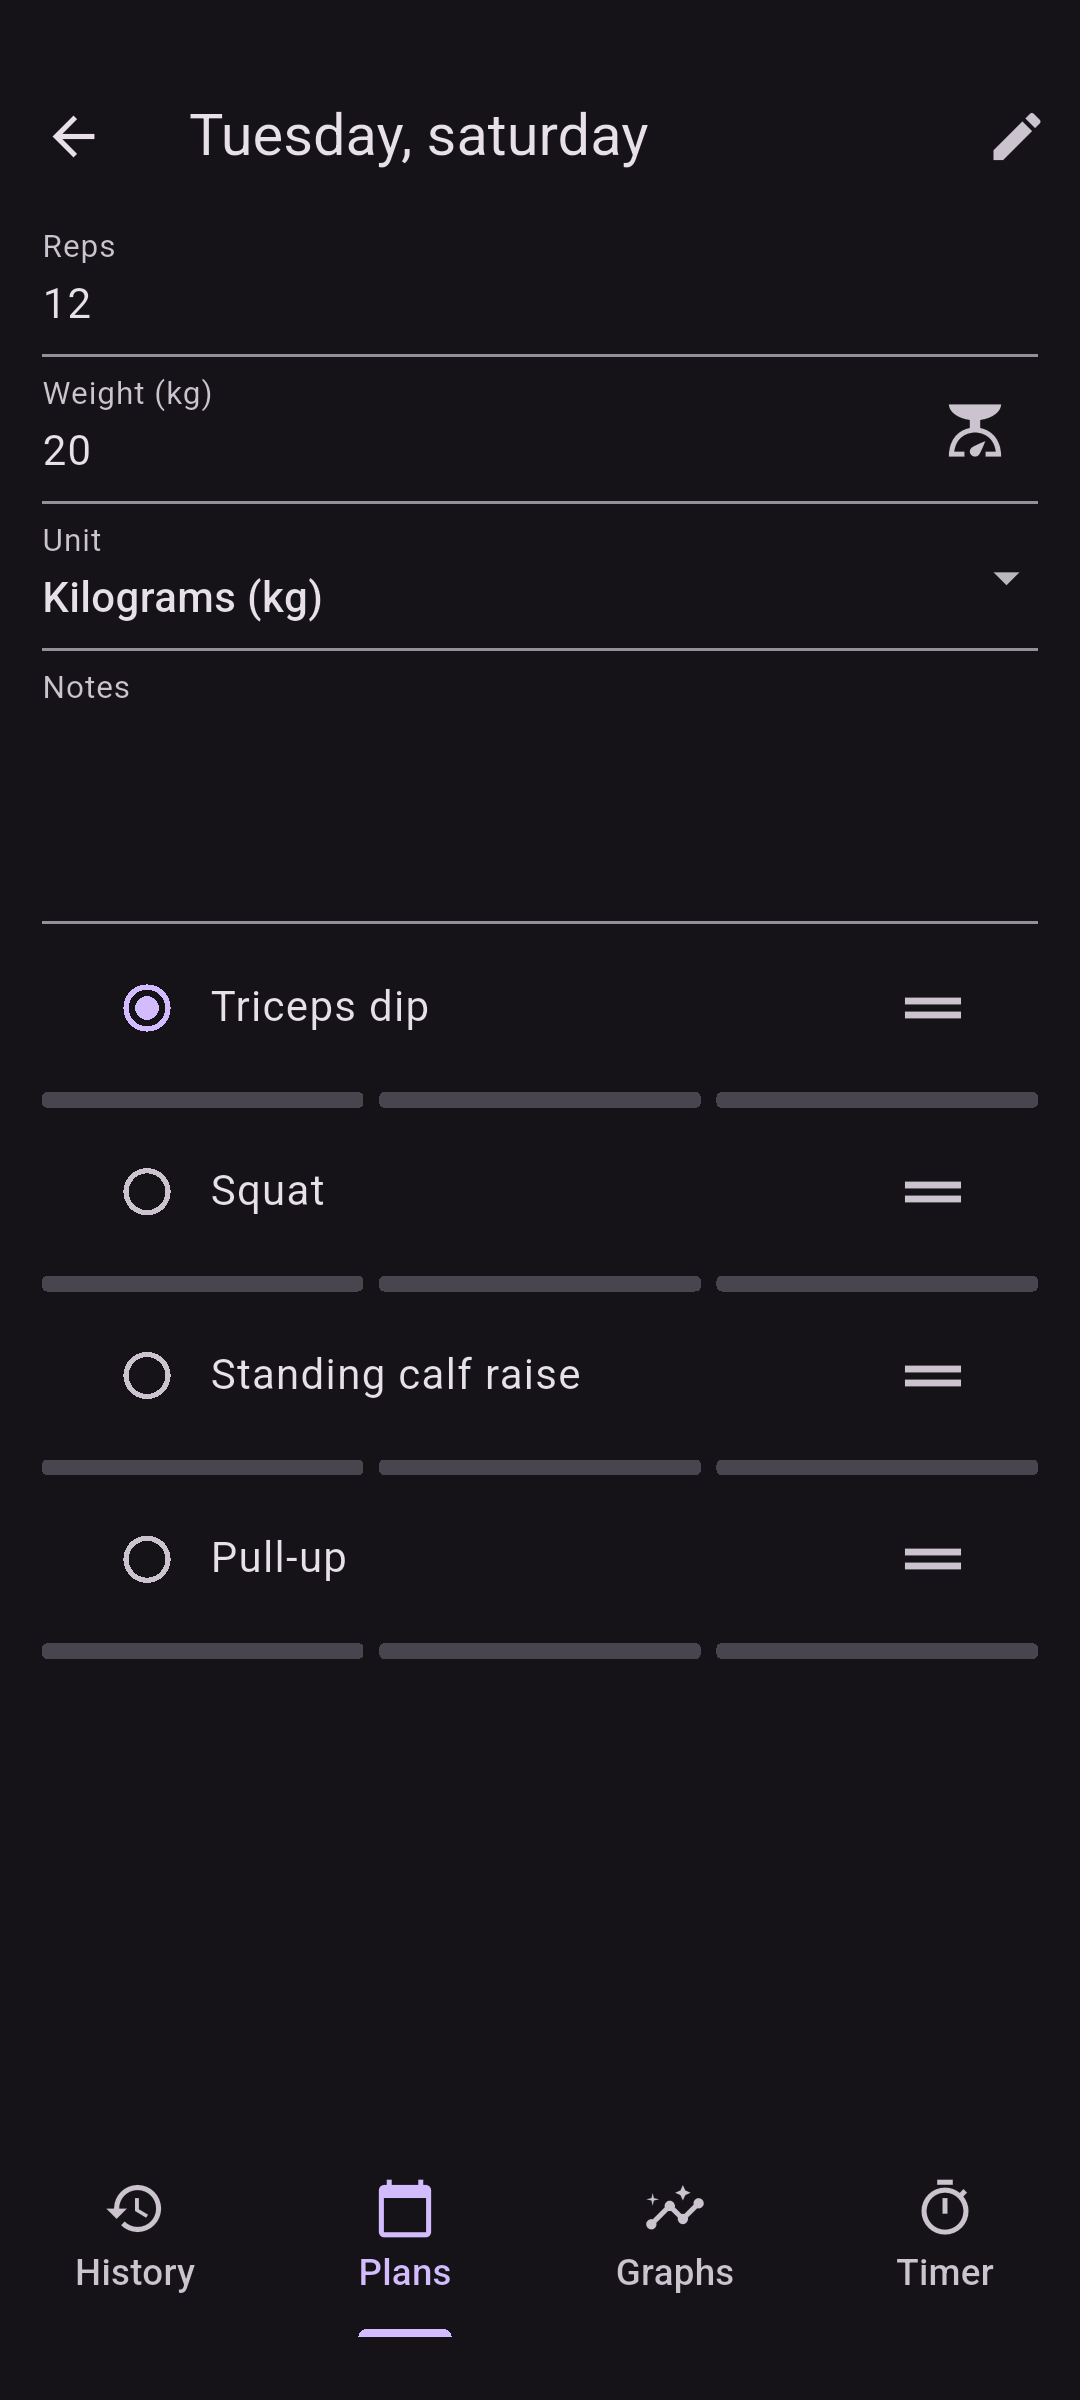 Tuesday, saturday
Reps
12
Weight (kg)
20
Unit
Kilograms (kg)
Notes
Triceps dip
Squat
Standing calf raise
Pull-up
History
Plans
Graphs
Timer